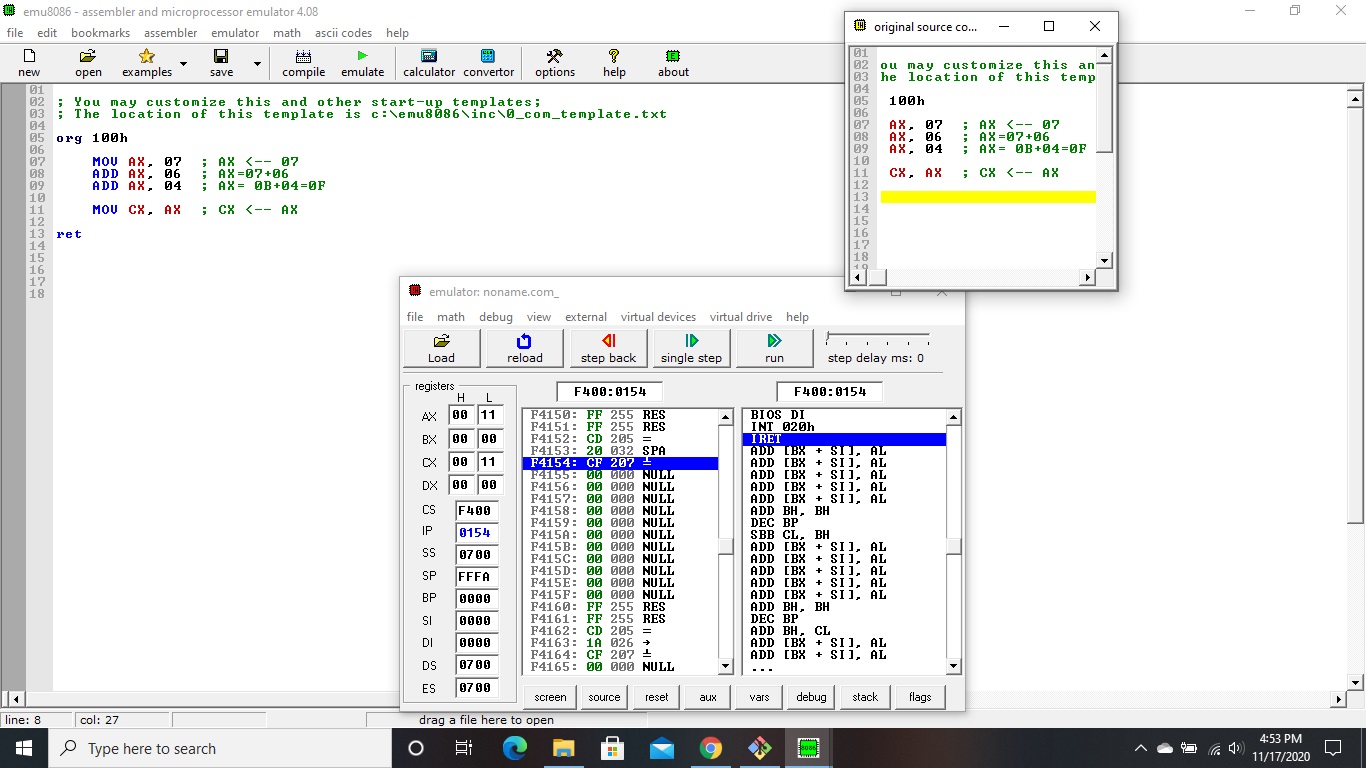 emu8086 - assembler and microprocessor emulator 4.08
file edit bookmarks assembler emulator math ascii codes help
new open examples save compile emulate calculator convertor options help about
01
02 ; You may customize this and other start-up templates;
03 ; The location of this template is c:\emu8086\inc\0_com_template.txt
04
05 org 100h
06
07 MOV AX, 07 ; AX <-- 07
08 ADD AX, 06 ; AX=07+06
09 ADD AX, 04 ; AX= 0B+04=0F
10
11 MOV CX, AX ; CX <-- AX
12
13 ret
14
15
16
17
18
original source co...
01
02 ou may customize this an
03 he location of this temp
04
05 100h
06
07 AX, 07 ; AX <-- 07
08 AX, 06 ; AX=07+06
09 AX, 04 ; AX= 0B+04=0F
10
11 CX, AX ; CX <-- AX
12
13
14
15
16
17
18
19
emulator: noname.com_
file math debug view external virtual devices virtual drive help
Load reload step back single step run step delay ms: 0
registers
H L
AX 00 11
BX 00 00
CX 00 11
DX 00 00
CS F400
IP 0154
SS 0700
SP FFFA
BP 0000
SI 0000
DI 0000
DS 0700
ES 0700
F400:0154
F4150: FF 255 RES
F4151: FF 255 RES
F4152: CD 205 =
F4153: 20 032 SPA
F4154: CF 207 ╧
F4155: 00 000 NULL
F4156: 00 000 NULL
F4157: 00 000 NULL
F4158: 00 000 NULL
F4159: 00 000 NULL
F415A: 00 000 NULL
F415B: 00 000 NULL
F415C: 00 000 NULL
F415D: 00 000 NULL
F415E: 00 000 NULL
F415F: 00 000 NULL
F4160: FF 255 RES
F4161: FF 255 RES
F4162: CD 205 =
F4163: 1A 026 →
F4164: CF 207 ╧
F4165: 00 000 NULL
F400:0154
BIOS DI
INT 020h
IRET
ADD [BX + SI], AL
ADD [BX + SI], AL
ADD [BX + SI], AL
ADD [BX + SI], AL
ADD [BX + SI], AL
ADD BH, BH
DEC BP
SBB CL, BH
ADD [BX + SI], AL
ADD [BX + SI], AL
ADD [BX + SI], AL
ADD [BX + SI], AL
ADD [BX + SI], AL
ADD BH, BH
DEC BP
ADD BH, CL
ADD [BX + SI], AL
ADD [BX + SI], AL
...
screen source reset aux vars debug stack flags
line: 8 col: 27 drag a file here to open
Type here to search
8086
4:53 PM
11/17/2020